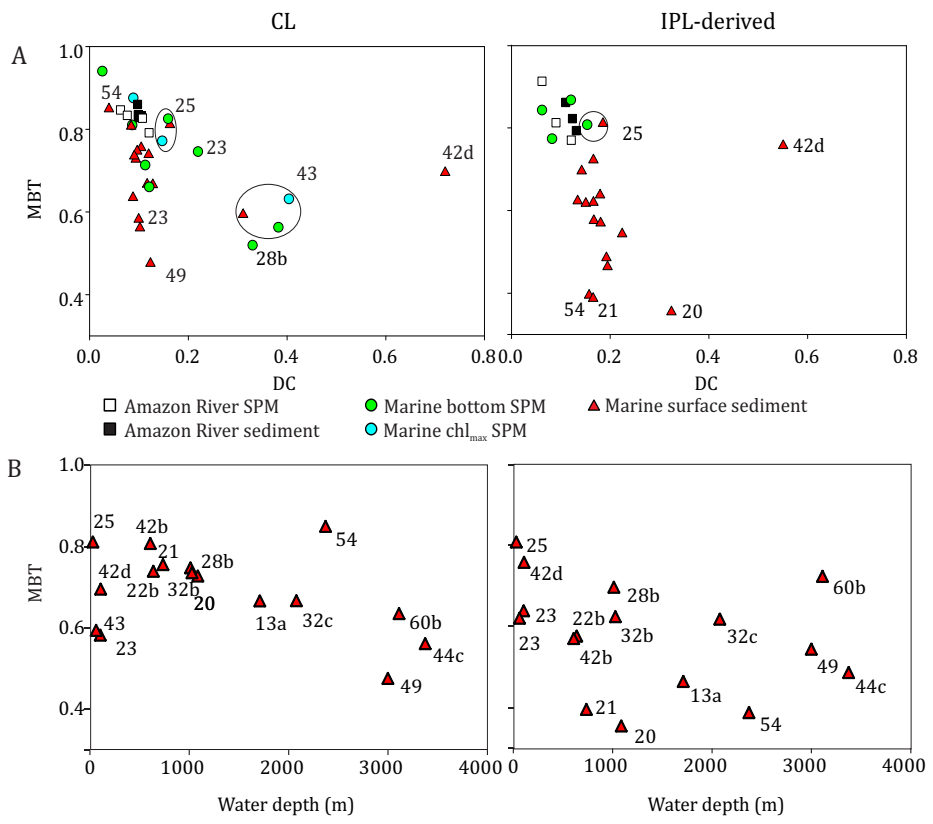 CL IPL-derived
A
1.0
54
25
0.8
23
42d
43
MBT
0.6
23
28b
49
0.4
0.0 0.2 0.4 0.6 0.8
DC
25
42d
54 21 20
0.0 0.2 0.4 0.6 0.8
DC
Amazon River SPM Marine bottom SPM Marine surface sediment
Amazon River sediment Marine chlmax SPM
B
1.0
25 42b 54
0.8
21 28b
42d
22b 32b
20
MBT
0.6
43
23
13a 32c 60b
44c
49
0.4
0 1000 2000 3000 4000
Water depth (m)
25
42d
60b
28b
23 22b
23 32b 32c
42b
49
44c
13a
21
20
54
0 1000 2000 3000 4000
Water depth (m)